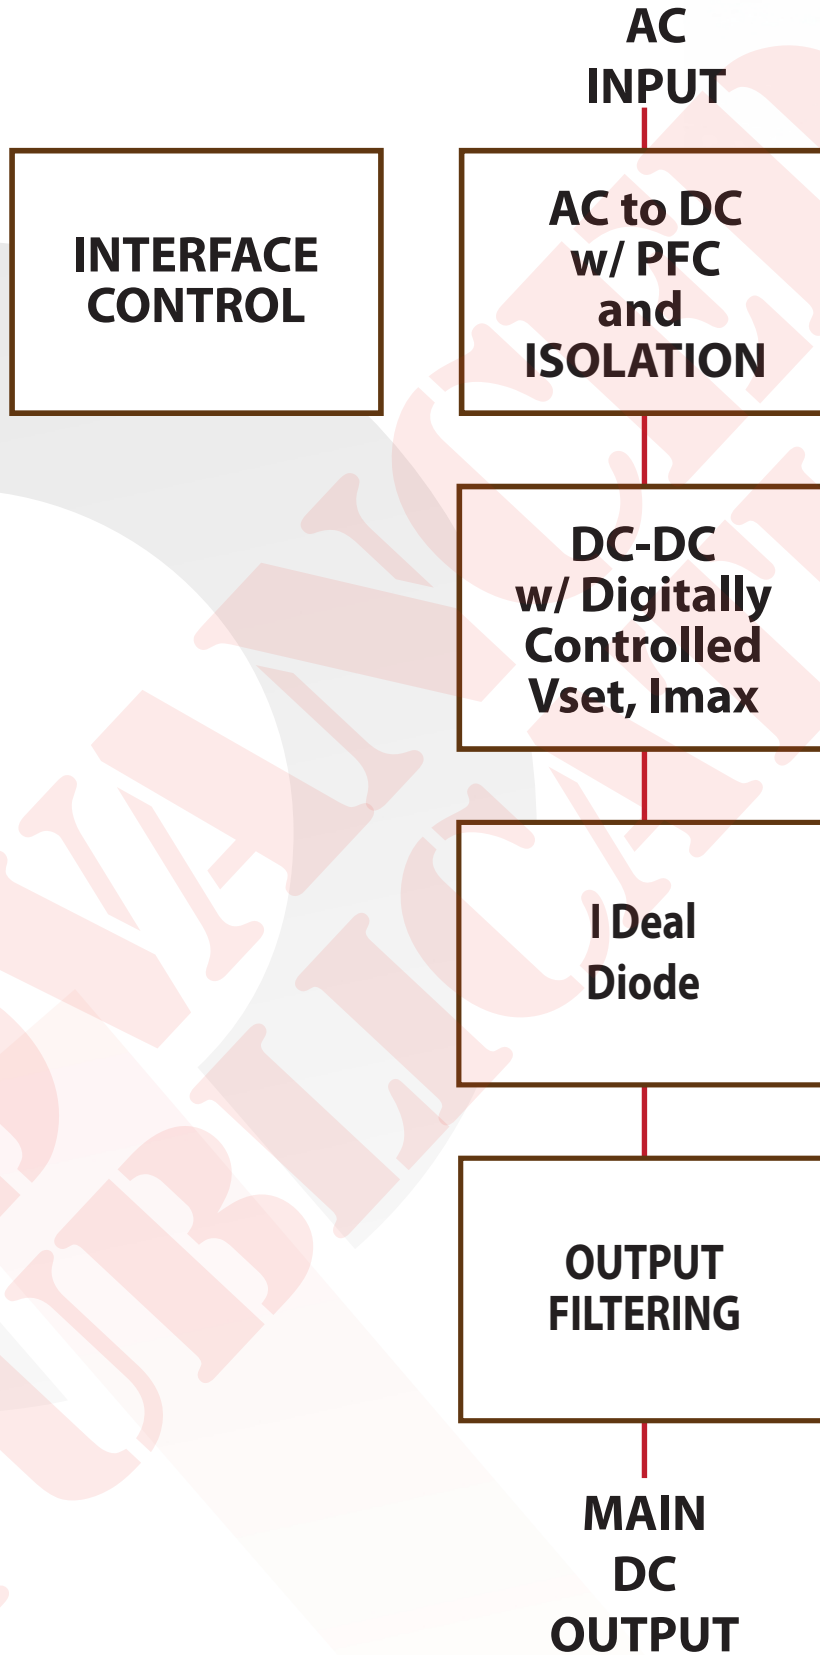 AC
INPUT
INTERFACE
CONTROL
AC to DC
w/ PFC
and
ISOLATION
DC-DC
w/ Digitally
Controlled
Vset, Imax
I Deal
Diode
OUTPUT
FILTERING
MAIN
DC
OUTPUT